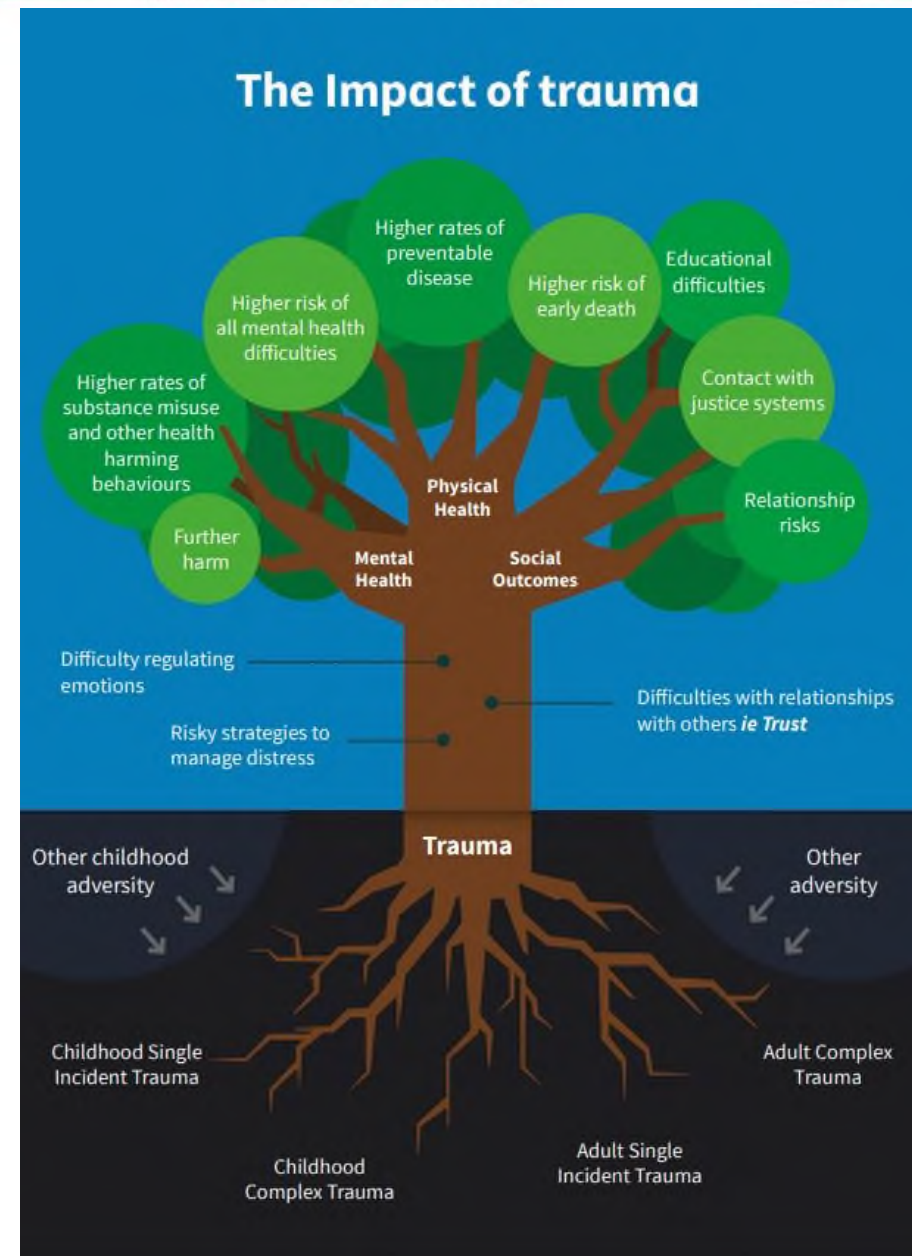 The Impact of trauma
Higher rates of
preventable
disease
Higher risk of
early death
Educational
difficulties
Higher risk of
all mental health
difficulties
Contact with
justice systems
Higher rates of
substance misuse
and other health
harming
behaviours
Relationship
risks
Further
harm
Physical
Health
Mental
Health
Social
Outcomes
Difficulty regulating
emotions
Difficulties with relationships
with others ie Trust
Risky strategies to
manage distress
Trauma
Other childhood
adversity
Other
adversity
Childhood Single
Incident Trauma
Adult Complex
Trauma
Childhood
Complex Trauma
Adult Single
Incident Trauma